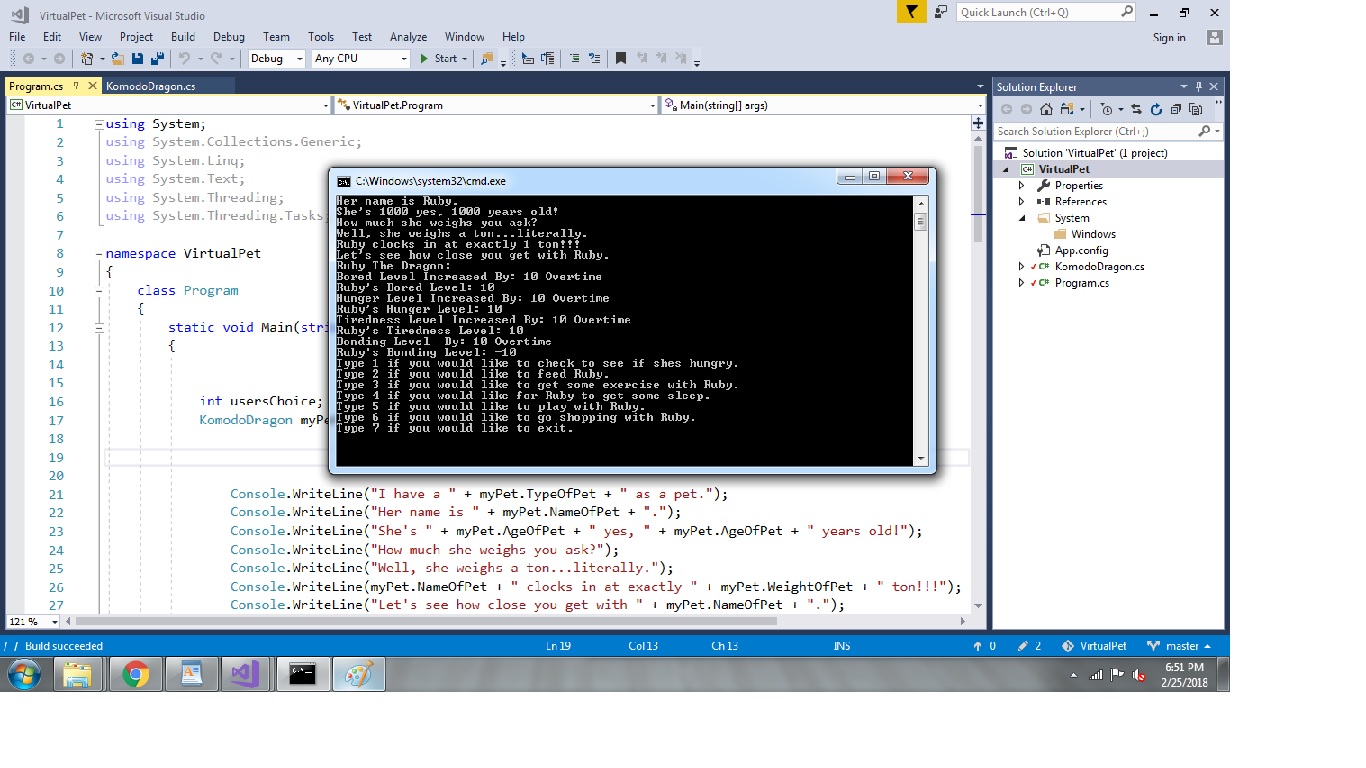 VirtualPet - Microsoft Visual Studio
Quick Launch (Ctrl+Q)
File Edit View Project Build Debug Team Tools Test Analyze Window Help
Sign in
Debug Any CPU Start
Program.cs KomodoDragon.cs
VirtualPet VirtualPet.Program Main(string[] args)
1 using System;
2 using System.Collections.Generic;
3 using System.Linq;
4 using System.Text;
5 using System.Threading;
6 using System.Threading.Tasks;
7
8 namespace VirtualPet
9 {
10 class Program
11 {
12 static void Main(stri
13 {
14
15
16 int usersChoice;
17 KomodoDragon myPe
18
19
20
21 Console.WriteLine("I have a " + myPet.TypeOfPet + " as a pet.");
22 Console.WriteLine("Her name is " + myPet.NameOfPet + ".");
23 Console.WriteLine("She's " + myPet.AgeOfPet + " yes, " + myPet.AgeOfPet + " years old!");
24 Console.WriteLine("How much she weighs you ask?");
25 Console.WriteLine("Well, she weighs a ton...literally.");
26 Console.WriteLine(myPet.NameOfPet + " clocks in at exactly " + myPet.WeightOfPet + " ton!!!");
27 Console.WriteLine("Let's see how close you get with " + myPet.NameOfPet + ".");
121 %
C:\Windows\system32\cmd.exe
Her name is Ruby.
She's 1000 yes, 1000 years old!
How much she weighs you ask?
Well, she weighs a ton...literally.
Ruby clocks in at exactly 1 ton!!!
Let's see how close you get with Ruby.
Ruby The Dragon:
Bored Level Increased By: 10 Overtime
Ruby's Bored Level: 10
Hunger Level Increased By: 10 Overtime
Ruby's Hunger Level: 10
Tiredness Level Increased By: 10 Overtime
Ruby's Tiredness Level: 10
Bonding Level By: 10 Overtime
Ruby's Bonding Level: -10
Type 1 if you would like to check to see if shes hungry.
Type 2 if you would like to feed Ruby.
Type 3 if you would like to get some exercise with Ruby.
Type 4 if you would like for Ruby to get some sleep.
Type 5 if you would like to play with Ruby.
Type 6 if you would like to go shopping with Ruby.
Type 7 if you would like to exit.
Solution Explorer
Search Solution Explorer (Ctrl+;)
Solution 'VirtualPet' (1 project)
VirtualPet
Properties
References
System
Windows
App.config
KomodoDragon.cs
Program.cs
Build succeeded Ln 19 Col 13 Ch 13 INS 0 2 VirtualPet master
6:51 PM
2/25/2018